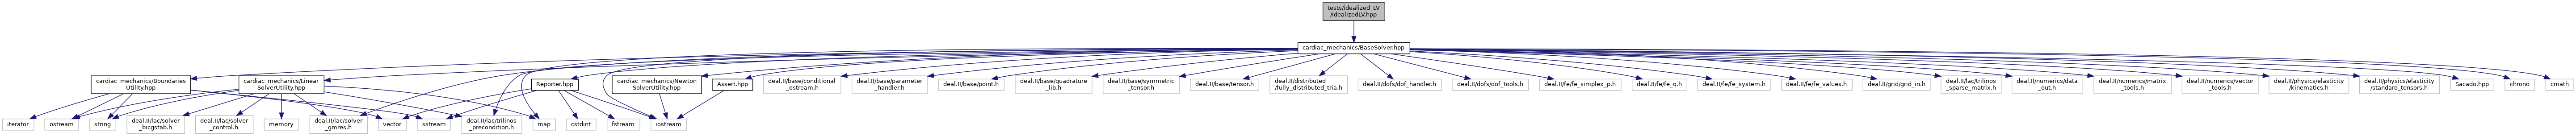 tests/idealized_LV
/IdealizedLV.hpp
cardiac_mechanics/BaseSolver.hpp
cardiac_mechanics/Boundaries
Utility.hpp
cardiac_mechanics/Linear
SolverUtility.hpp
Reporter.hpp
cardiac_mechanics/Newton
SolverUtility.hpp
Assert.hpp
deal.II/base/conditional
_ostream.h
deal.II/base/parameter
_handler.h
deal.II/base/point.h
deal.II/base/quadrature
_lib.h
deal.II/base/symmetric
_tensor.h
deal.II/base/tensor.h
deal.II/distributed
/fully_distributed_tria.h
deal.II/dofs/dof_handler.h
deal.II/dofs/dof_tools.h
deal.II/fe/fe_simplex_p.h
deal.II/fe/fe_q.h
deal.II/fe/fe_system.h
deal.II/fe/fe_values.h
deal.II/grid/grid_in.h
deal.II/lac/trilinos
_sparse_matrix.h
deal.II/numerics/data
_out.h
deal.II/numerics/matrix
_tools.h
deal.II/numerics/vector
_tools.h
deal.II/physics/elasticity
/kinematics.h
deal.II/physics/elasticity
/standard_tensors.h
Sacado.hpp
chrono
cmath
iterator
ostream
string
deal.II/lac/solver
_bicgstab.h
deal.II/lac/solver
_control.h
memory
deal.II/lac/solver
_gmres.h
vector
sstream
deal.II/lac/trilinos
_precondition.h
map
cstdint
fstream
iostream